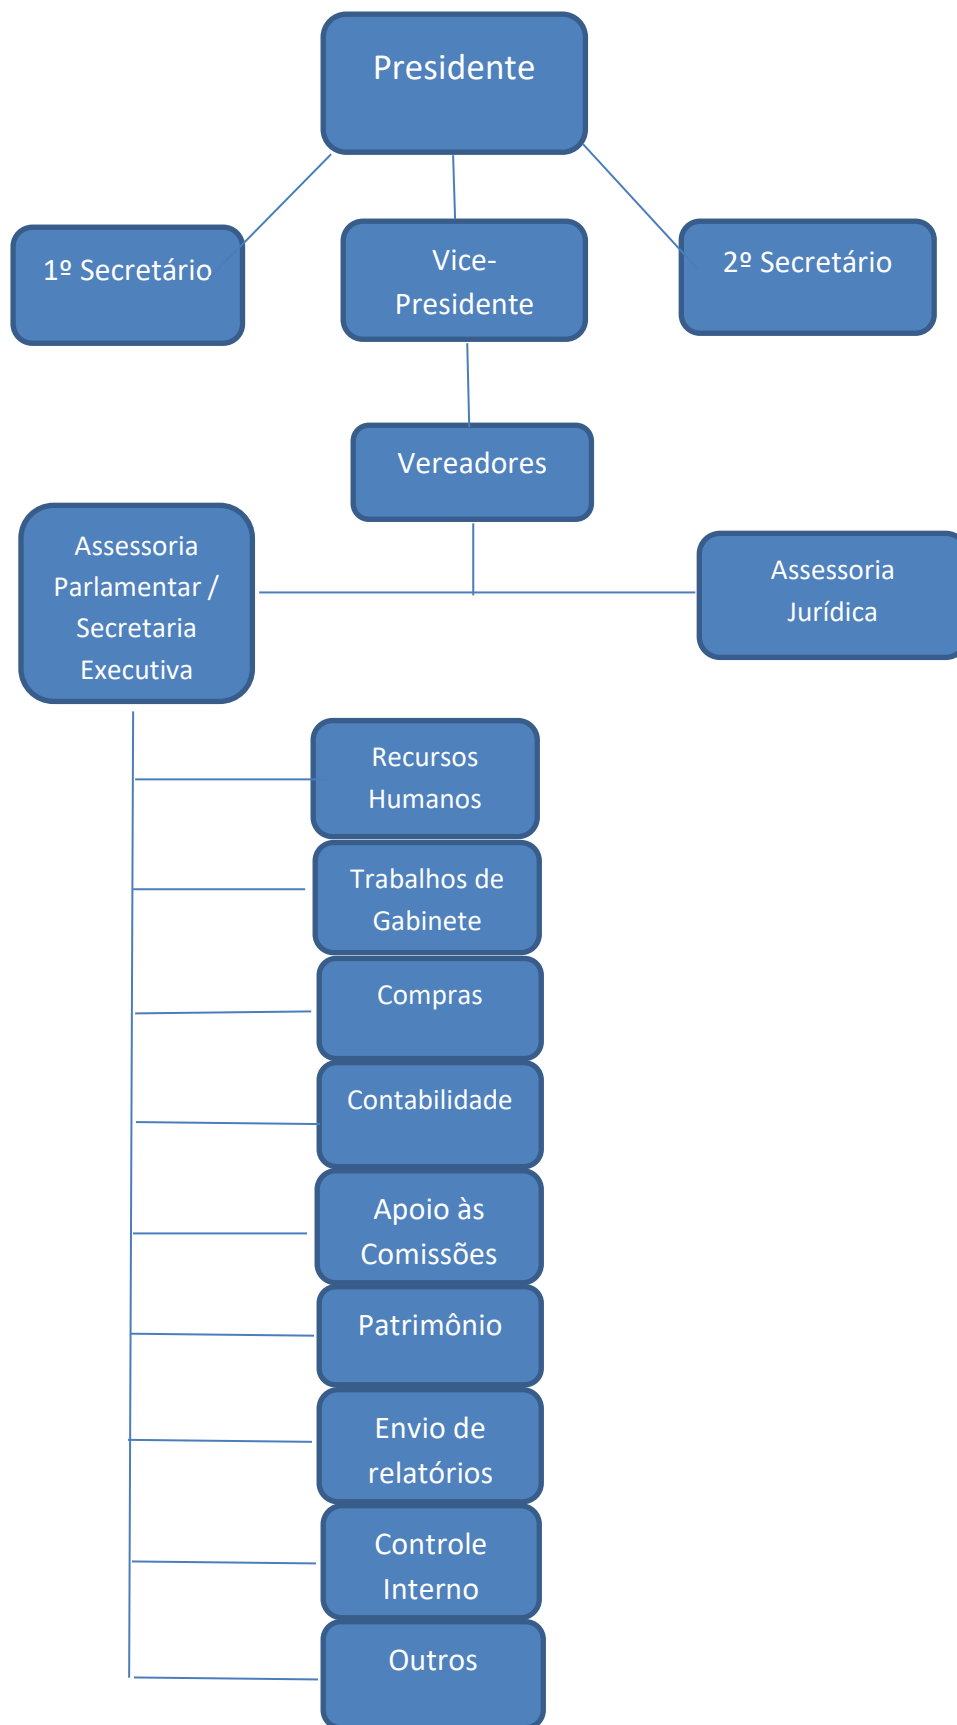 Presidente
1º Secretário
Vice-
Presidente
2º Secretário
Vereadores
Assessoria
Parlamentar /
Secretaria
Executiva
Assessoria
Jurídica
Recursos
Humanos
Trabalhos de
Gabinete
Compras
Contabilidade
Apoio às
Comissões
Patrimônio
Envio de
relatórios
Controle
Interno
Outros